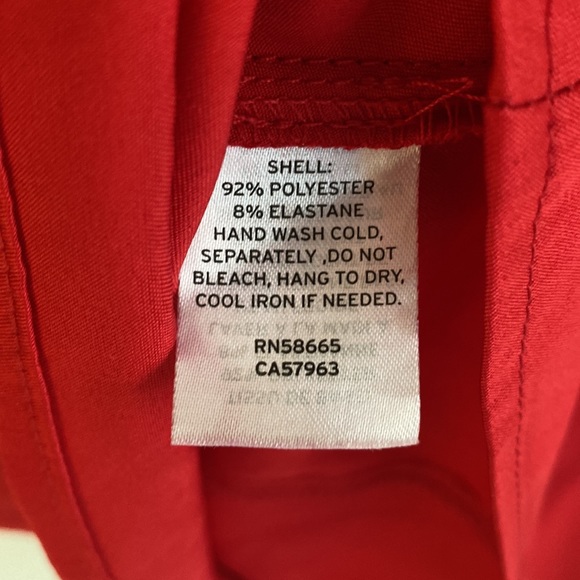 SHELL:
92% POLYESTER
8% ELASTANE
HAND WASH COLD,
SEPARATELY ,DO NOT
BLEACH, HANG TO DRY,
COOL IRON IF NEEDED.
RN58665
CA57963